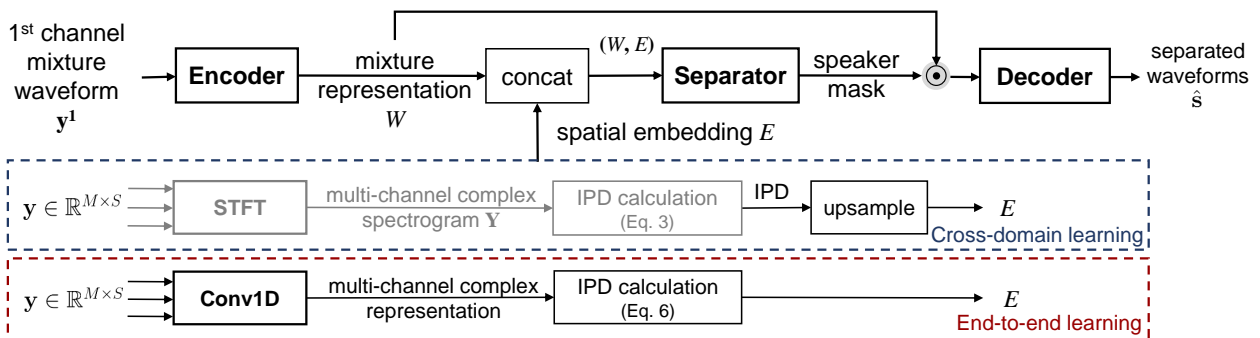 1st channel
mixture
waveform
y¹
Encoder
mixture
representation
W
concat
(W, E)
Separator
speaker
mask
Decoder
separated
waveforms
ŝ
spatial embedding E
y ∈ ℝ^{M×S}
STFT
multi-channel complex
spectrogram Y
IPD calculation
(Eq. 3)
IPD
upsample
E
Cross-domain learning
y ∈ ℝ^{M×S}
Conv1D
multi-channel complex
representation
IPD calculation
(Eq. 6)
E
End-to-end learning